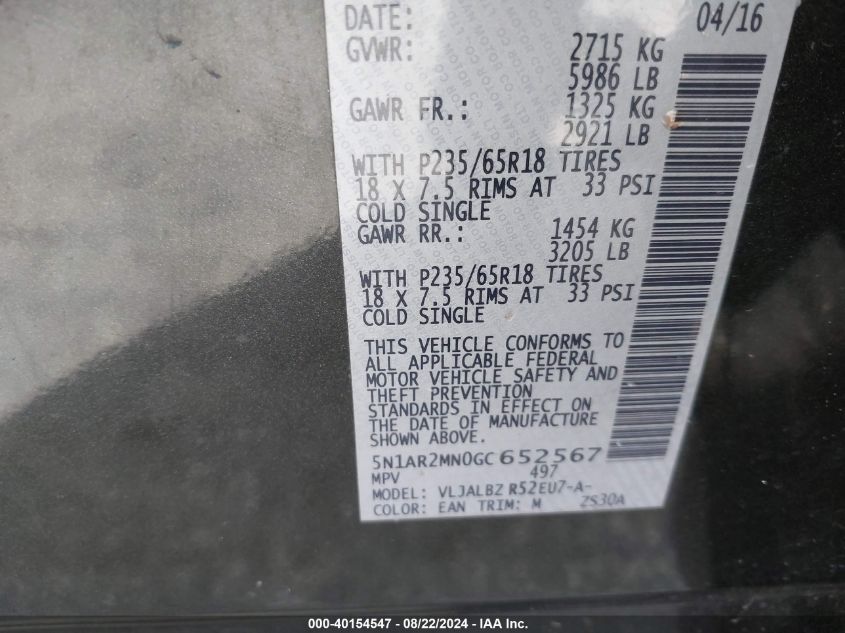 DATE: 04/16
GVWR: 2715 KG
5986 LB
GAWR FR.: 1325 KG
2921 LB
WITH P235/65R18 TIRES
18 X 7.5 RIMS AT 33 PSI
COLD SINGLE
GAWR RR.: 1454 KG
3205 LB
WITH P235/65R18 TIRES
18 X 7.5 RIMS AT 33 PSI
COLD SINGLE
THIS VEHICLE CONFORMS TO
ALL APPLICABLE FEDERAL
MOTOR VEHICLE SAFETY AND
THEFT PREVENTION
STANDARDS IN EFFECT ON
THE DATE OF MANUFACTURE
SHOWN ABOVE.
5N1AR2MN0GC652567
MPV 497
MODEL: VLJALBZ R52EU7-A-
COLOR: EAN TRIM: M ZS30A
000-40154547 - 08/22/2024 - IAA Inc.